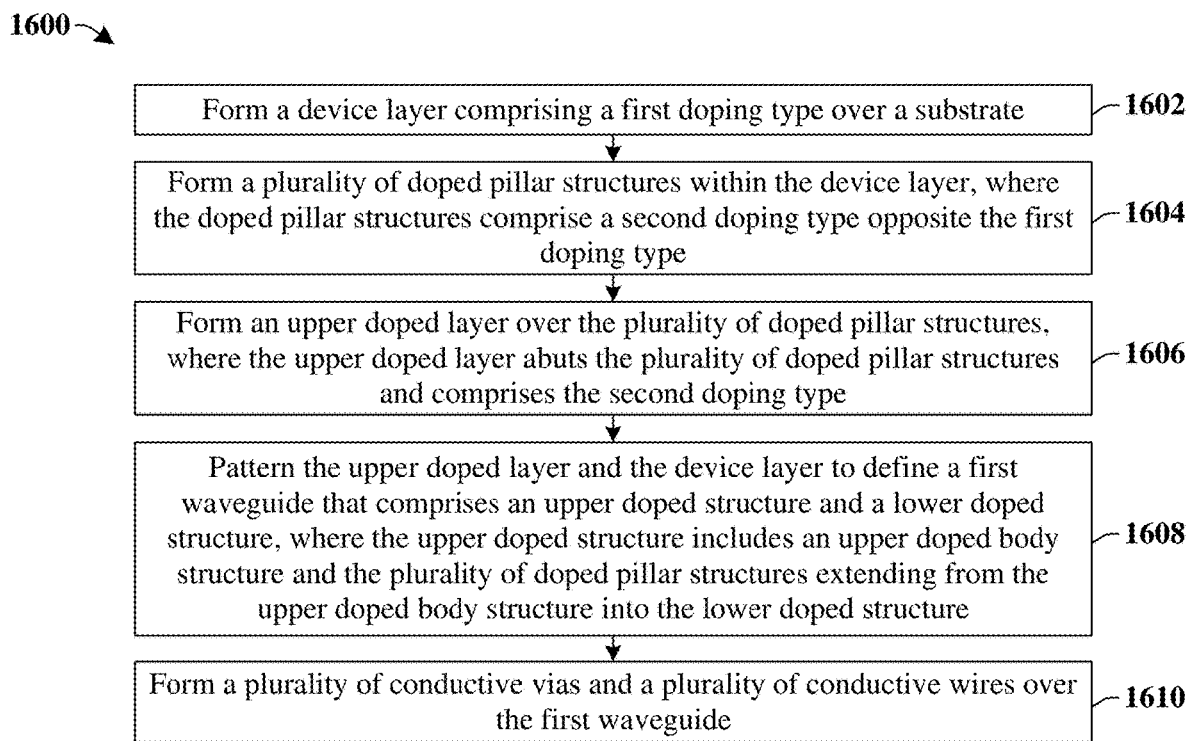 1600
Form a device layer comprising a first doping type over a substrate
1602
Form a plurality of doped pillar structures within the device layer, where
the doped pillar structures comprise a second doping type opposite the first
doping type
1604
Form an upper doped layer over the plurality of doped pillar structures,
where the upper doped layer abuts the plurality of doped pillar structures
and comprises the second doping type
1606
Pattern the upper doped layer and the device layer to define a first
waveguide that comprises an upper doped structure and a lower doped
structure, where the upper doped structure includes an upper doped body
structure and the plurality of doped pillar structures extending from the
upper doped body structure into the lower doped structure
1608
Form a plurality of conductive vias and a plurality of conductive wires over
the first waveguide
1610